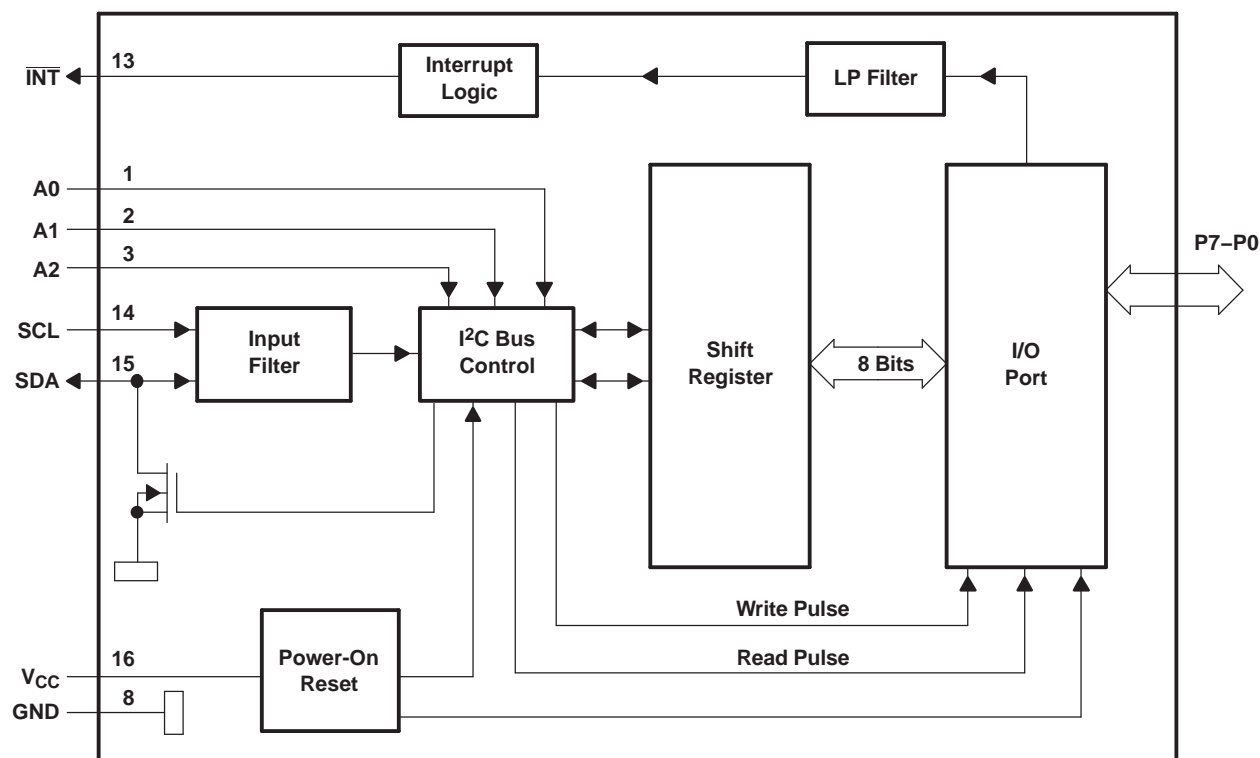 INT
13
Interrupt
Logic
LP Filter
A0
1
A1
2
A2
3
P7–P0
SCL
14
Input
Filter
I²C Bus
Control
Shift
Register
8 Bits
I/O
Port
SDA
15
Write Pulse
Read Pulse
Power-On
Reset
VCC
16
GND
8